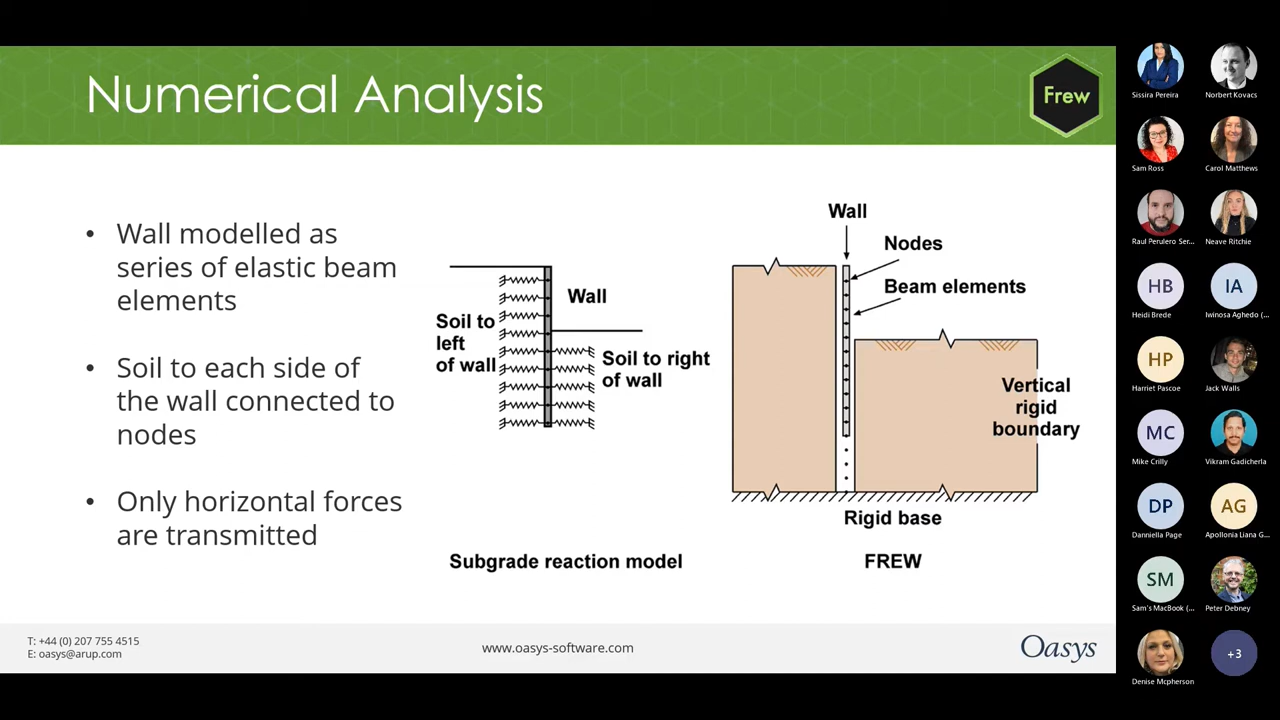 Numerical Analysis
Frew
• Wall modelled as
series of elastic beam
elements
• Soil to each side of
the wall connected to
nodes
• Only horizontal forces
are transmitted
Wall
Soil to
left
of wall
Soil to right
of wall
Subgrade reaction model
Wall
Nodes
Beam elements
Vertical
rigid
boundary
Rigid base
FREW
T: +44 (0) 207 755 4515
E: oasys@arup.com
www.oasys-software.com
Oasys
Sissira Pereira
Norbert Kovacs
Sam Ross
Carol Matthews
Raul Perulero Ser...
Neave Ritchie
HB
Heidi Brede
IA
Iwinosa Aghedo (...
HP
Harriet Pascoe
Jack Walls
MC
Mike Crilly
Vikram Gadicherla
DP
Danniella Page
AG
Apollonia Liana G...
SM
Sam's MacBook (...
Peter Debney
Denise Mcpherson
+3